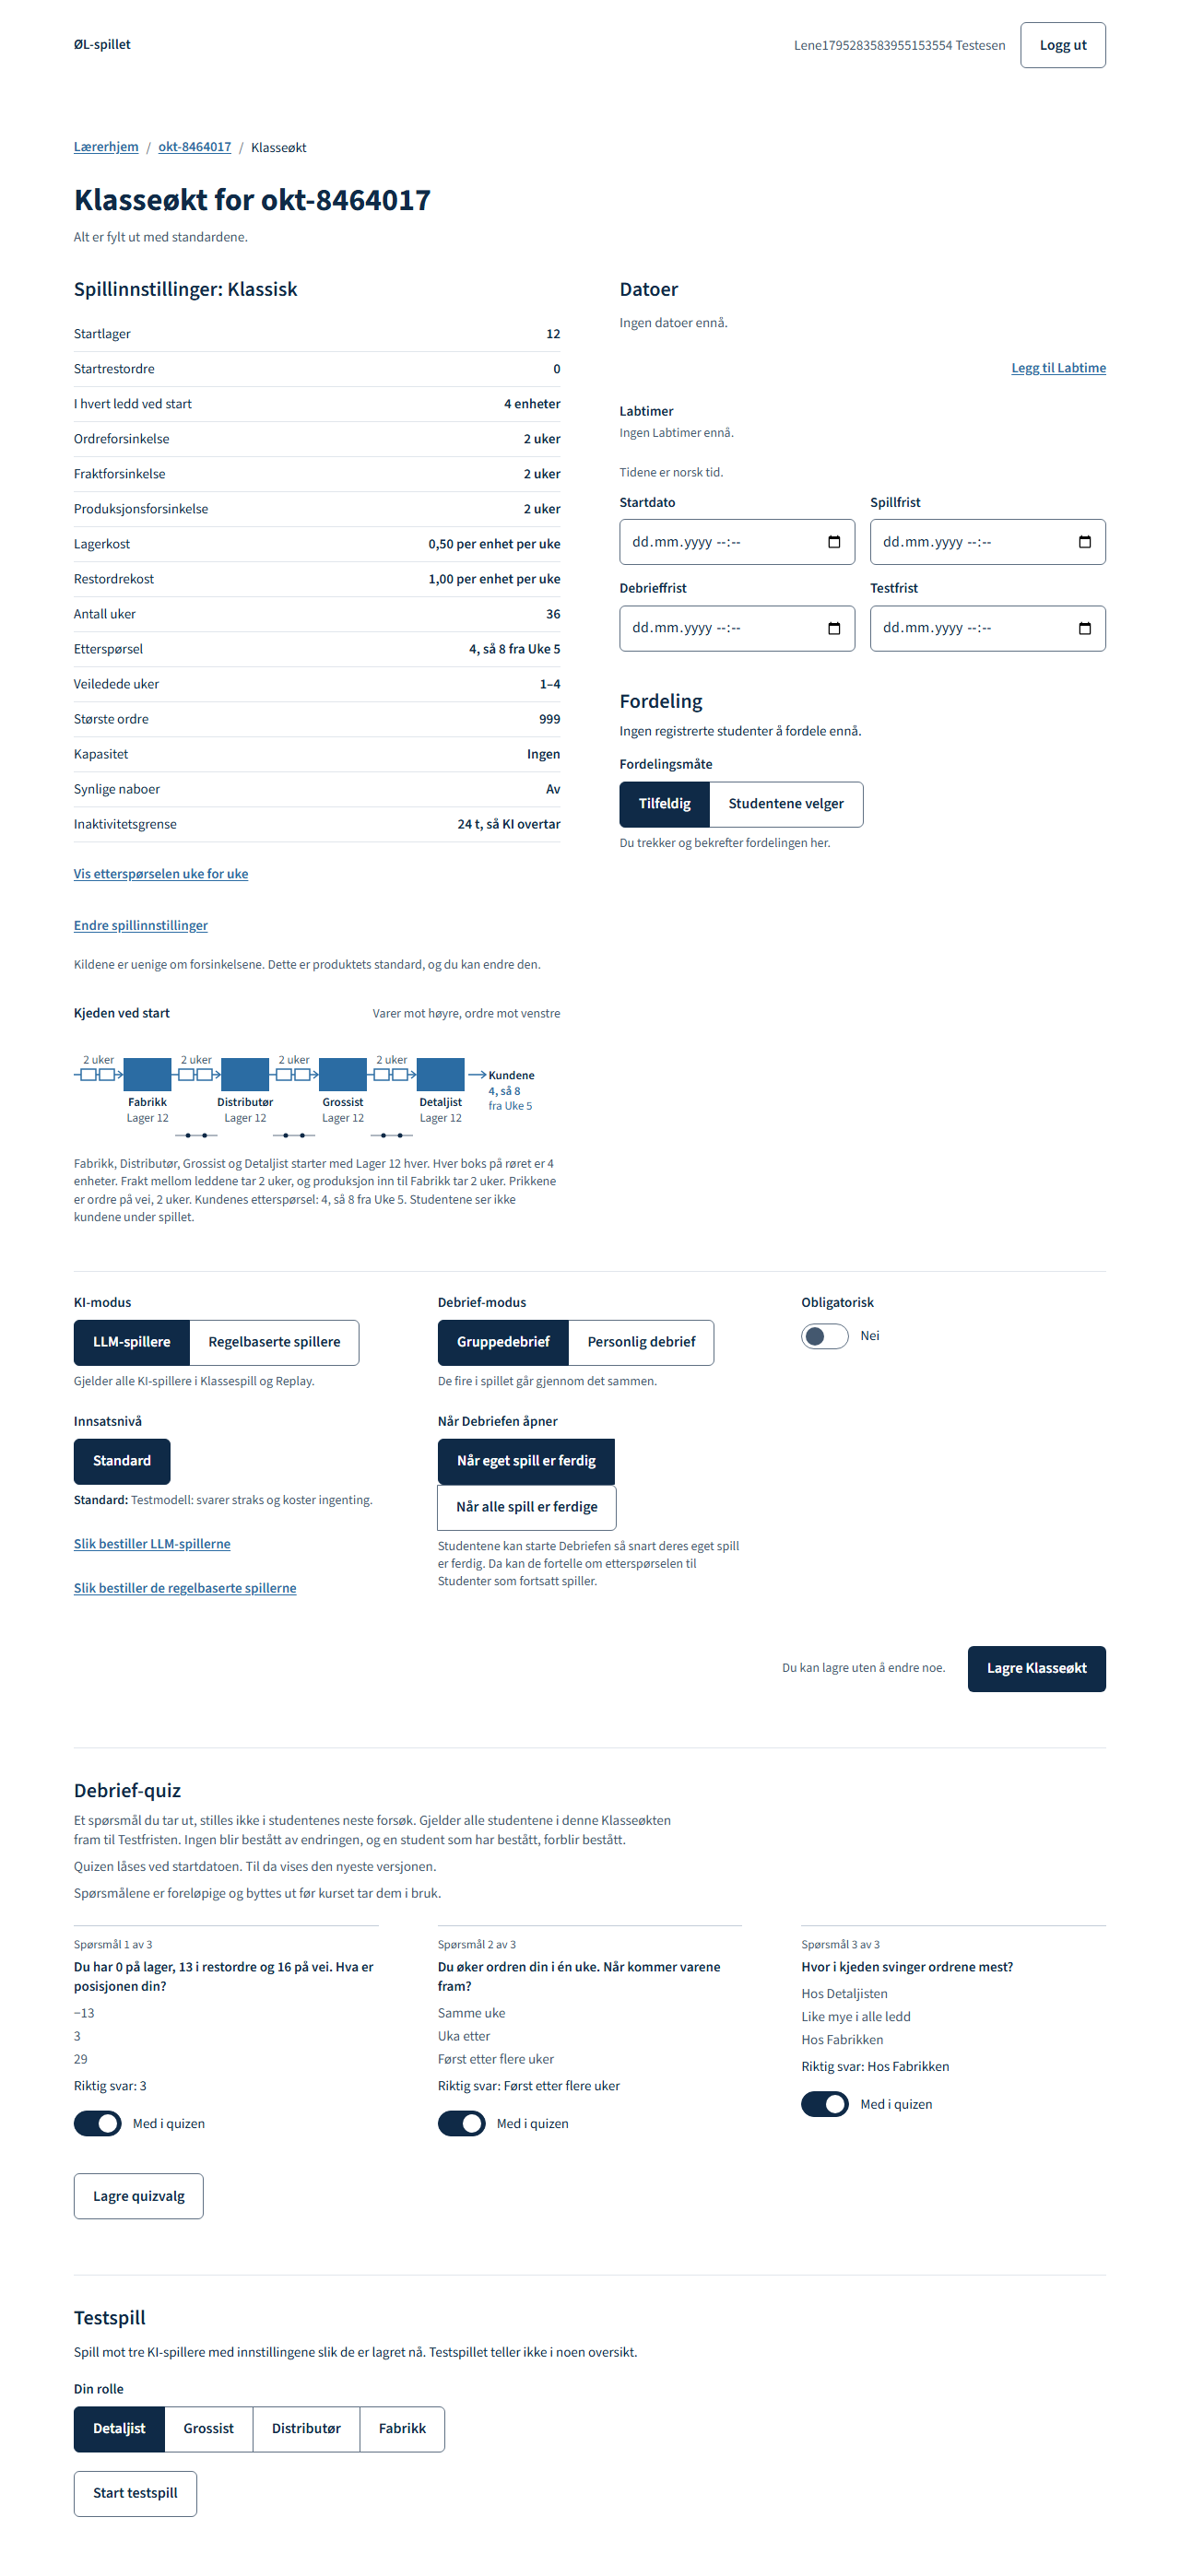 ØL-spillet
Lene1795283583955153554 Testesen
Logg ut
Lærerhjem / okt-8464017 / Klasseøkt
Klasseøkt for okt-8464017
Alt er fylt ut med standardene.
Spillinnstillinger: Klassisk
Startlager 12
Startrestordre 0
I hvert ledd ved start 4 enheter
Ordreforsinkelse 2 uker
Fraktforsinkelse 2 uker
Produksjonsforsinkelse 2 uker
Lagerkost 0,50 per enhet per uke
Restordrekost 1,00 per enhet per uke
Antall uker 36
Etterspørsel 4, så 8 fra Uke 5
Veiledede uker 1–4
Største ordre 999
Kapasitet Ingen
Synlige naboer Av
Inaktivitetsgrense 24 t, så KI overtar
Vis etterspørselen uke for uke
Endre spillinnstillinger
Kildene er uenige om forsinkelsene. Dette er produktets standard, og du kan endre den.
Kjeden ved start
Varer mot høyre, ordre mot venstre
2 uker 2 uker 2 uker 2 uker
Fabrikk Distributør Grossist Detaljist
Lager 12 Lager 12 Lager 12 Lager 12
Kundene
4, så 8
fra Uke 5
Fabrikk, Distributør, Grossist og Detaljist starter med Lager 12 hver. Hver boks på røret er 4
enheter. Frakt mellom leddene tar 2 uker, og produksjon inn til Fabrikk tar 2 uker. Prikkene
er ordre på vei, 2 uker. Kundenes etterspørsel: 4, så 8 fra Uke 5. Studentene ser ikke
kundene under spillet.
Datoer
Ingen datoer ennå.
Legg til Labtime
Labtimer
Ingen Labtimer ennå.
Tidene er norsk tid.
Startdato Spillfrist
dd.mm.yyyy --:-- dd.mm.yyyy --:--
Debrieffrist Testfrist
dd.mm.yyyy --:-- dd.mm.yyyy --:--
Fordeling
Ingen registrerte studenter å fordele ennå.
Fordelingsmåte
Tilfeldig Studentene velger
Du trekker og bekrefter fordelingen her.
KI-modus
LLM-spillere Regelbaserte spillere
Gjelder alle KI-spillere i Klassespill og Replay.
Innsatsnivå
Standard
Standard: Testmodell: svarer straks og koster ingenting.
Slik bestiller LLM-spillerne
Slik bestiller de regelbaserte spillerne
Debrief-modus
Gruppedebrief Personlig debrief
De fire i spillet går gjennom det sammen.
Når Debriefen åpner
Når eget spill er ferdig
Når alle spill er ferdige
Studentene kan starte Debriefen så snart deres eget spill
er ferdig. Da kan de fortelle om etterspørselen til
Studenter som fortsatt spiller.
Obligatorisk
Nei
Du kan lagre uten å endre noe.
Lagre Klasseøkt
Debrief-quiz
Et spørsmål du tar ut, stilles ikke i studentenes neste forsøk. Gjelder alle studentene i denne Klasseøkten
fram til Testfristen. Ingen blir bestått av endringen, og en student som har bestått, forblir bestått.
Quizen låses ved startdatoen. Til da vises den nyeste versjonen.
Spørsmålene er foreløpige og byttes ut før kurset tar dem i bruk.
Spørsmål 1 av 3
Du har 0 på lager, 13 i restordre og 16 på vei. Hva er
posisjonen din?
−13
3
29
Riktig svar: 3
Med i quizen
Spørsmål 2 av 3
Du øker ordren din i én uke. Når kommer varene
fram?
Samme uke
Uka etter
Først etter flere uker
Riktig svar: Først etter flere uker
Med i quizen
Spørsmål 3 av 3
Hvor i kjeden svinger ordrene mest?
Hos Detaljisten
Like mye i alle ledd
Hos Fabrikken
Riktig svar: Hos Fabrikken
Med i quizen
Lagre quizvalg
Testspill
Spill mot tre KI-spillere med innstillingene slik de er lagret nå. Testspillet teller ikke i noen oversikt.
Din rolle
Detaljist Grossist Distributør Fabrikk
Start testspill